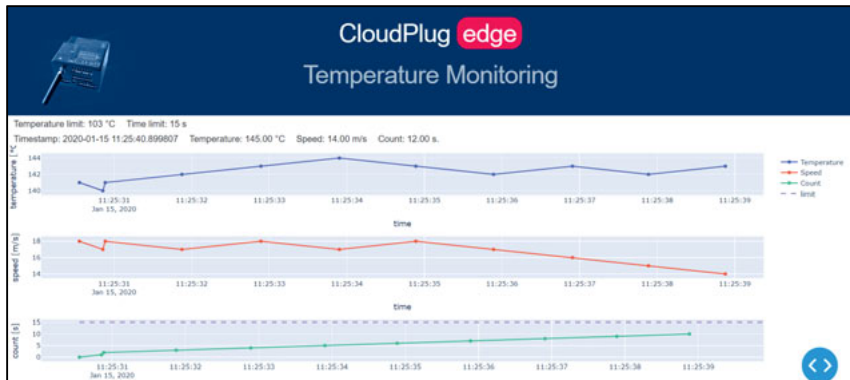 CloudPlug edge
Temperature Monitoring
Temperature limit: 103 °C Time limit: 15 s
Timestamp: 2020-01-15 11:25:40.899807 Temperature: 145.00 °C Speed: 14.00 m/s Count: 12.00 s.
temperature [°C
144
142
140
11:25:31 11:25:32 11:25:33 11:25:34 11:25:35 11:25:36 11:25:37 11:25:38 11:25:39
Jan 15, 2020
time
Temperature
Speed
Count
limit
speed [m/s]
18
16
14
11:25:31 11:25:32 11:25:33 11:25:34 11:25:35 11:25:36 11:25:37 11:25:38 11:25:39
Jan 15, 2020
time
count [s]
15
10
5
0
11:25:31 11:25:32 11:25:33 11:25:34 11:25:35 11:25:36 11:25:37 11:25:38 11:25:39
Jan 15, 2020